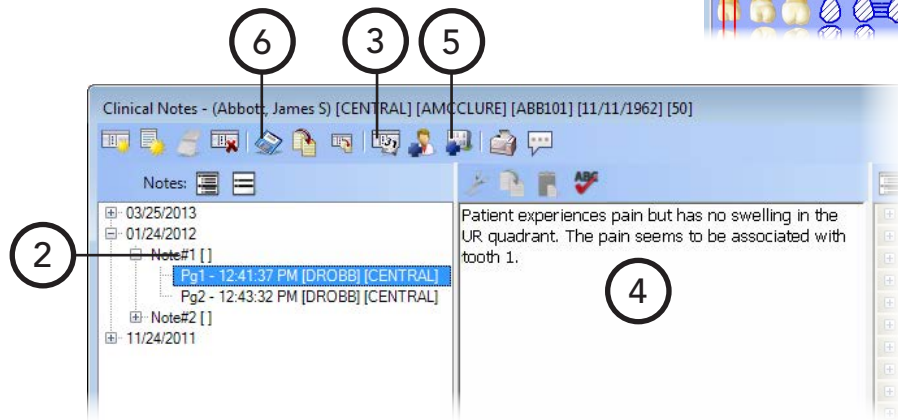 6
3
5
Clinical Notes - (Abbott, James S) [CENTRAL] [AMCCLURE] [ABB101] [11/11/1962] [50]
Notes:
ABC
03/25/2013
01/24/2012
2
Note#1 [ ]
Pg1 - 12:41:37 PM [DROBB] [CENTRAL]
Pg2 - 12:43:32 PM [DROBB] [CENTRAL]
Note#2 [ ]
11/24/2011
Patient experiences pain but has no swelling in the
UR quadrant. The pain seems to be associated with
tooth 1.
4